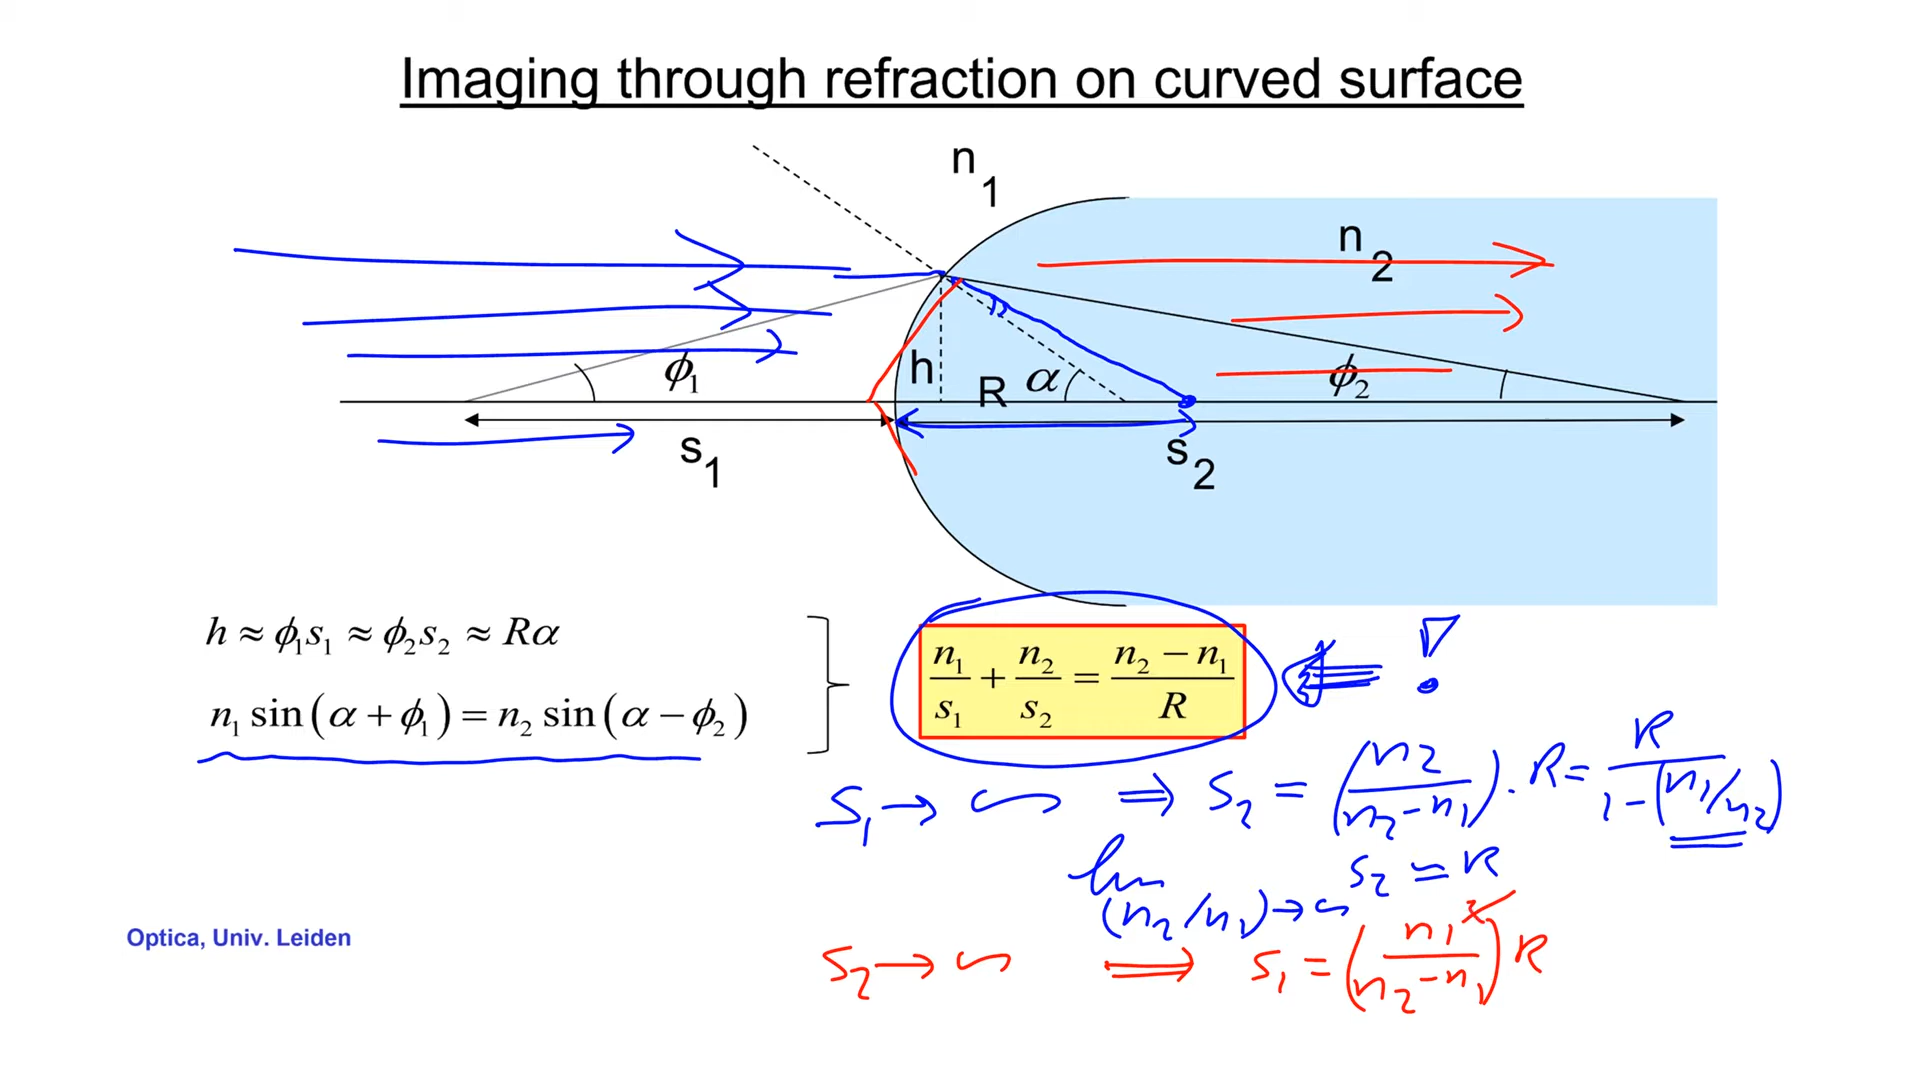 Imaging through refraction on curved surface
n₁
n₂
ϕ₁
h
R
α
ϕ₂
s₁
s₂
h ≈ ϕ₁s₁ ≈ ϕ₂s₂ ≈ Rα
n₁ sin(α + ϕ₁) = n₂ sin(α − ϕ₂)
n₁/s₁ + n₂/s₂ = (n₂ − n₁)/R
!
S₁ → ∞ ⇒ S₂ = (n₂/(n₂−n₁)) · R = R/(1−(n₁/n₂))
lim (n₂/n₁)→∞ S₂ ≃ R
S₂ → ∞ ⇒ S₁ = (n₁/(n₂−n₁)) R
Optica, Univ. Leiden